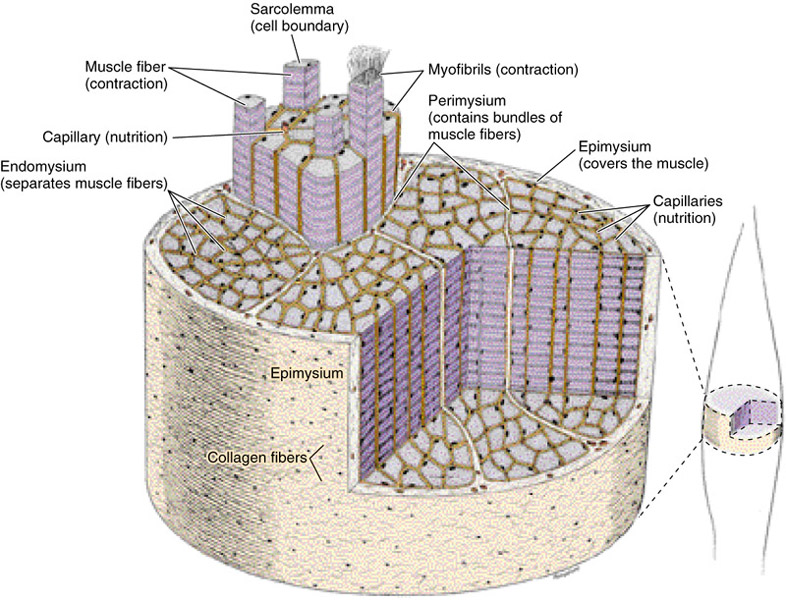 Sarcolemma
(cell boundary)
Muscle fiber
(contraction)
Myofibrils (contraction)
Perimysium
(contains bundles of
muscle fibers)
Capillary (nutrition)
Epimysium
(covers the muscle)
Endomysium
(separates muscle fibers)
Capillaries
(nutrition)
Epimysium
Collagen fibers